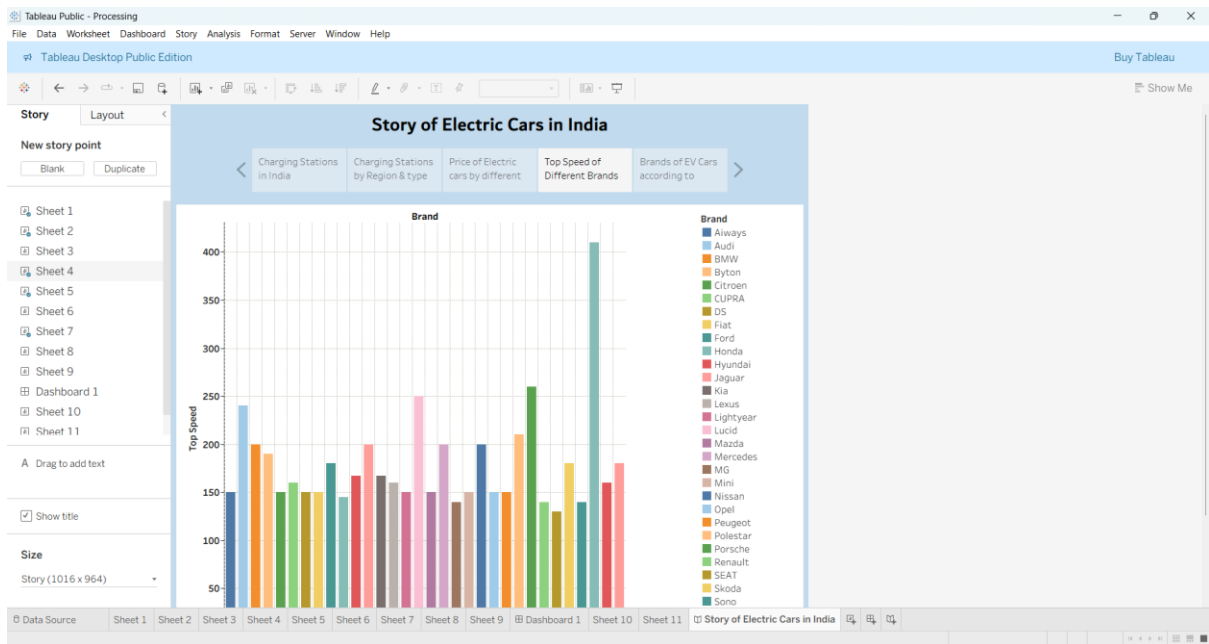 Tableau Public - Processing
File Data Worksheet Dashboard Story Analysis Format Server Window Help
Tableau Desktop Public Edition
Buy Tableau
Show Me
Story
Layout
New story point
Blank
Duplicate
Sheet 1
Sheet 2
Sheet 3
Sheet 4
Sheet 5
Sheet 6
Sheet 7
Sheet 8
Sheet 9
Dashboard 1
Sheet 10
Sheet 11
A Drag to add text
Show title
Size
Story (1016 x 964)
Story of Electric Cars in India
Charging Stations
in India
Charging Stations
by Region & type
Price of Electric
cars by different
Top Speed of
Different Brands
Brands of EV Cars
according to
Brand
400
350
300
250
200
150
100
50
Top Speed
Brand
Aiways
Audi
BMW
Byton
Citroen
CUPRA
DS
Fiat
Ford
Honda
Hyundai
Jaguar
Kia
Lexus
Lightyear
Lucid
Mazda
Mercedes
MG
Mini
Nissan
Opel
Peugeot
Polestar
Porsche
Renault
SEAT
Skoda
Sono
Data Source Sheet 1 Sheet 2 Sheet 3 Sheet 4 Sheet 5 Sheet 6 Sheet 7 Sheet 8 Sheet 9 Dashboard 1 Sheet 10 Sheet 11 Story of Electric Cars in India